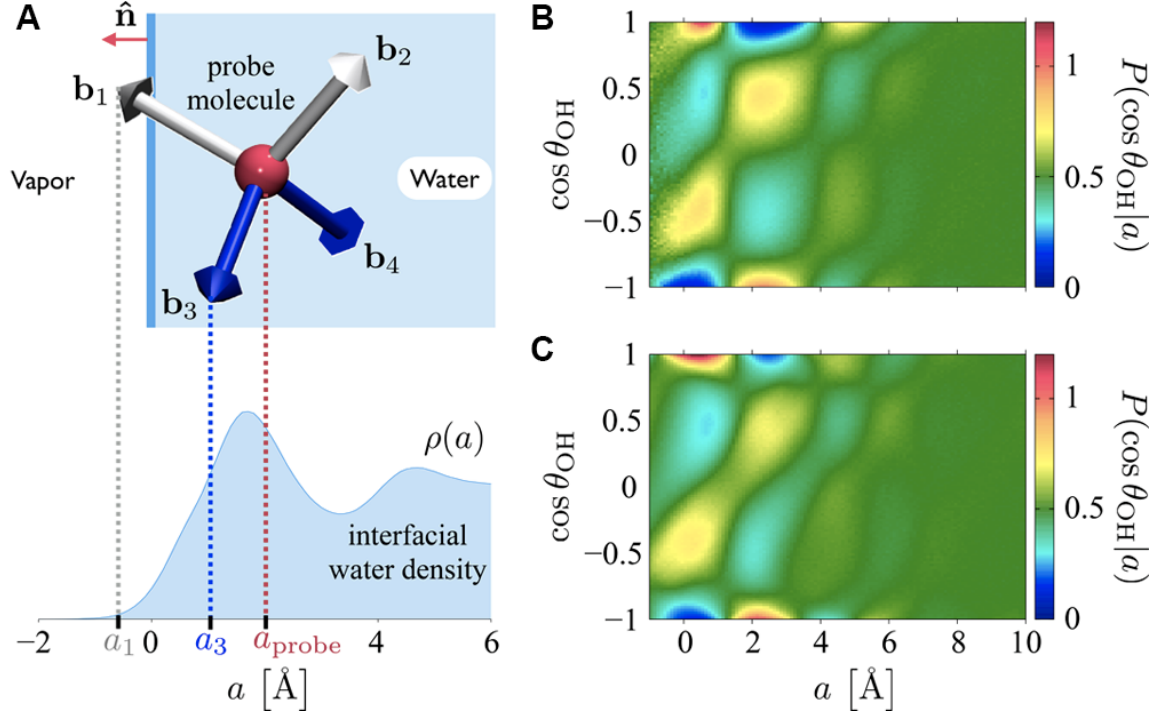 A
n̂
b₁
probe
molecule
b₂
Vapor
Water
b₃
b₄
ρ(a)
interfacial
water density
−2 a₁ 0 a₃ aprobe 4 6
a [Å]
B
1
0.5
0
−0.5
−1
cos θOH
1
0.5
0
P(cos θOH|a)
C
1
0.5
0
−0.5
−1
cos θOH
0 2 4 6 8 10
a [Å]
1
0.5
0
P(cos θOH|a)